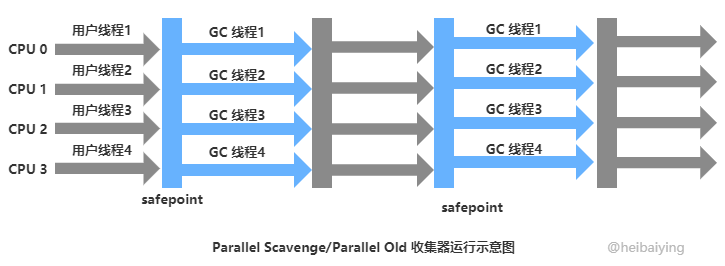 用户线程1 GC 线程1 GC 线程1
CPU 0
用户线程2 GC 线程2 GC 线程2
CPU 1
用户线程3 GC 线程3 GC 线程3
CPU 2
用户线程4 GC 线程4 GC 线程4
CPU 3
safepoint
safepoint
Parallel Scavenge/Parallel Old 收集器运行示意图
@heibaiying